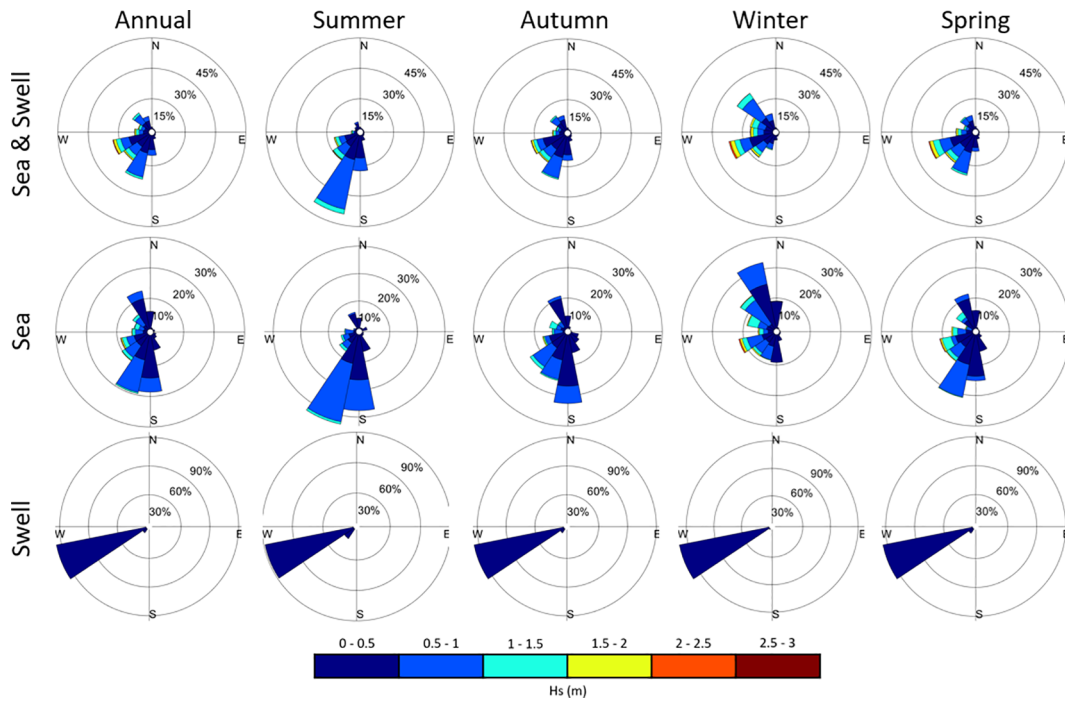 Annual Summer Autumn Winter Spring
Sea & Swell
N N N N N
45% 45% 45% 45% 45%
30% 30% 30% 30% 30%
15% 15% 15% 15% 15%
W E W E W E W E W E
S S S S S
Sea
N N N N N
30% 30% 30% 30% 30%
20% 20% 20% 20% 20%
10% 10% 10% 10% 10%
W E W E W E W E W E
S S S S S
Swell
N N N N N
90% 90% 90% 90% 90%
60% 60% 60% 60% 60%
30% 30% 30% 30% 30%
W E W E W E W E W E
S S S S S
0 - 0.5 0.5 - 1 1 - 1.5 1.5 - 2 2 - 2.5 2.5 - 3
Hs (m)